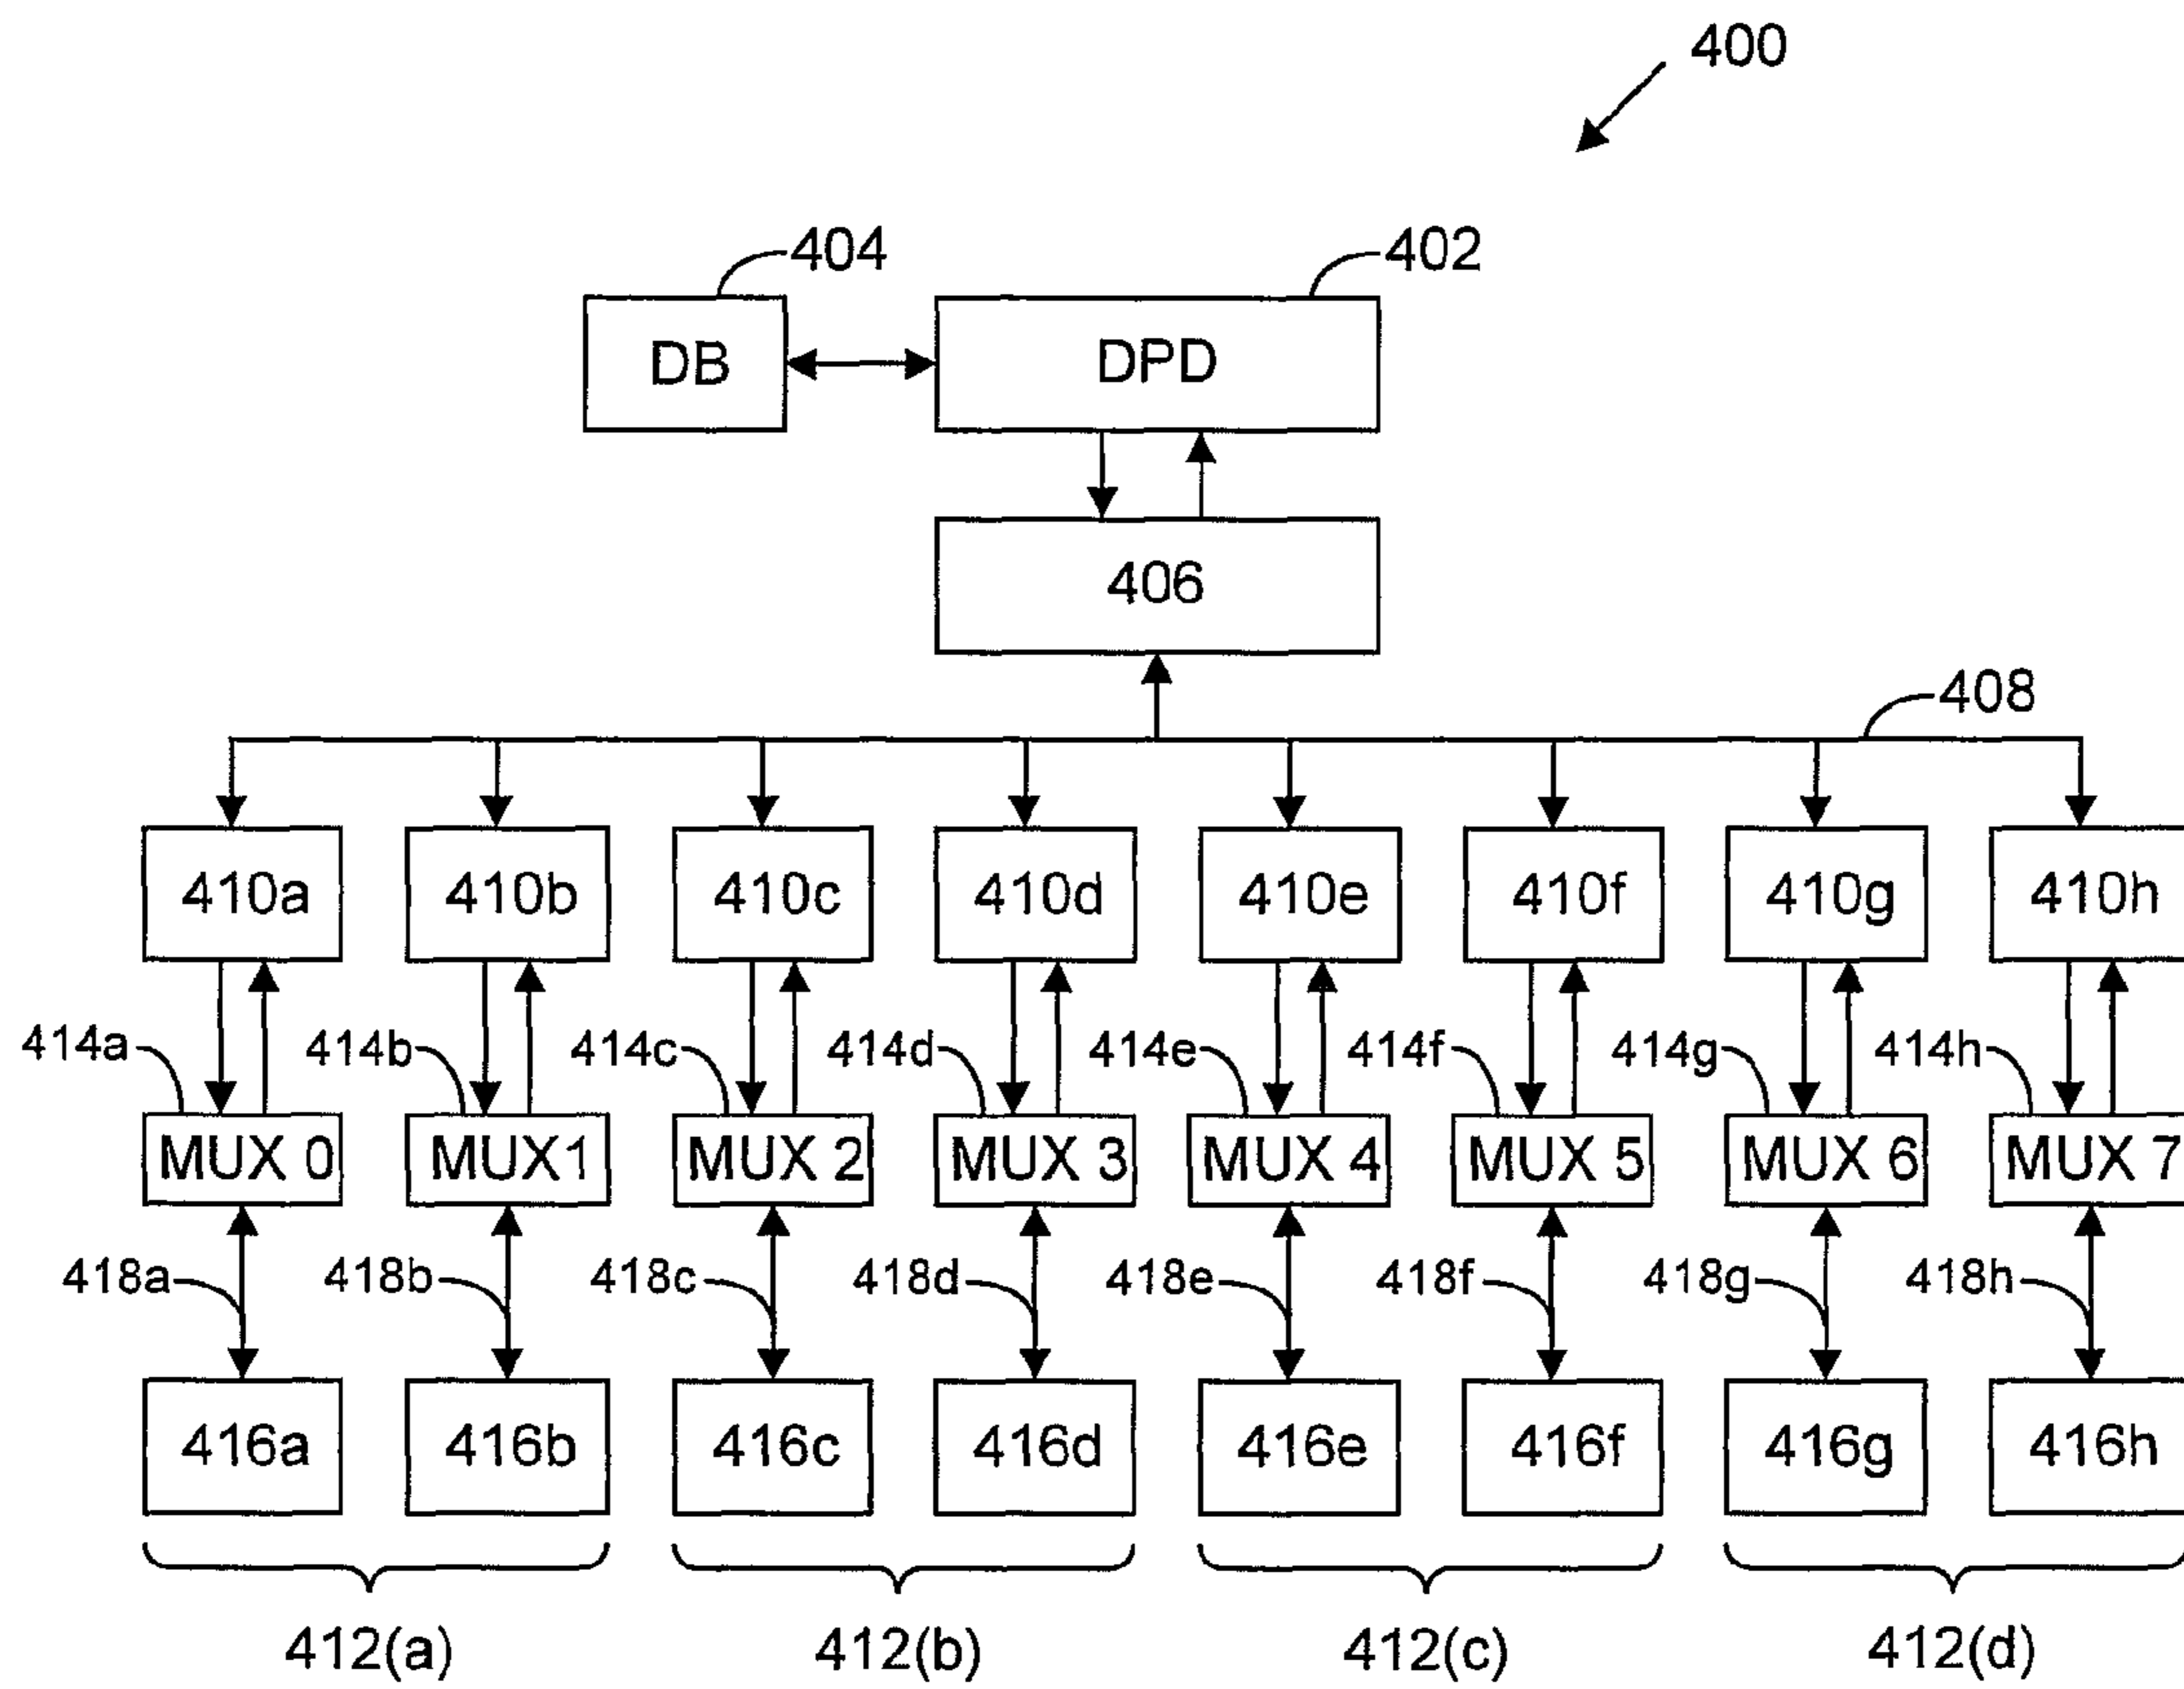 400
404 402
DB DPD
406
408
410a 410b 410c 410d 410e 410f 410g 410h
414a 414b 414c 414d 414e 414f 414g 414h
MUX 0 MUX1 MUX 2 MUX 3 MUX 4 MUX 5 MUX 6 MUX 7
418a 418b 418c 418d 418e 418f 418g 418h
416a 416b 416c 416d 416e 416f 416g 416h
412(a) 412(b) 412(c) 412(d)